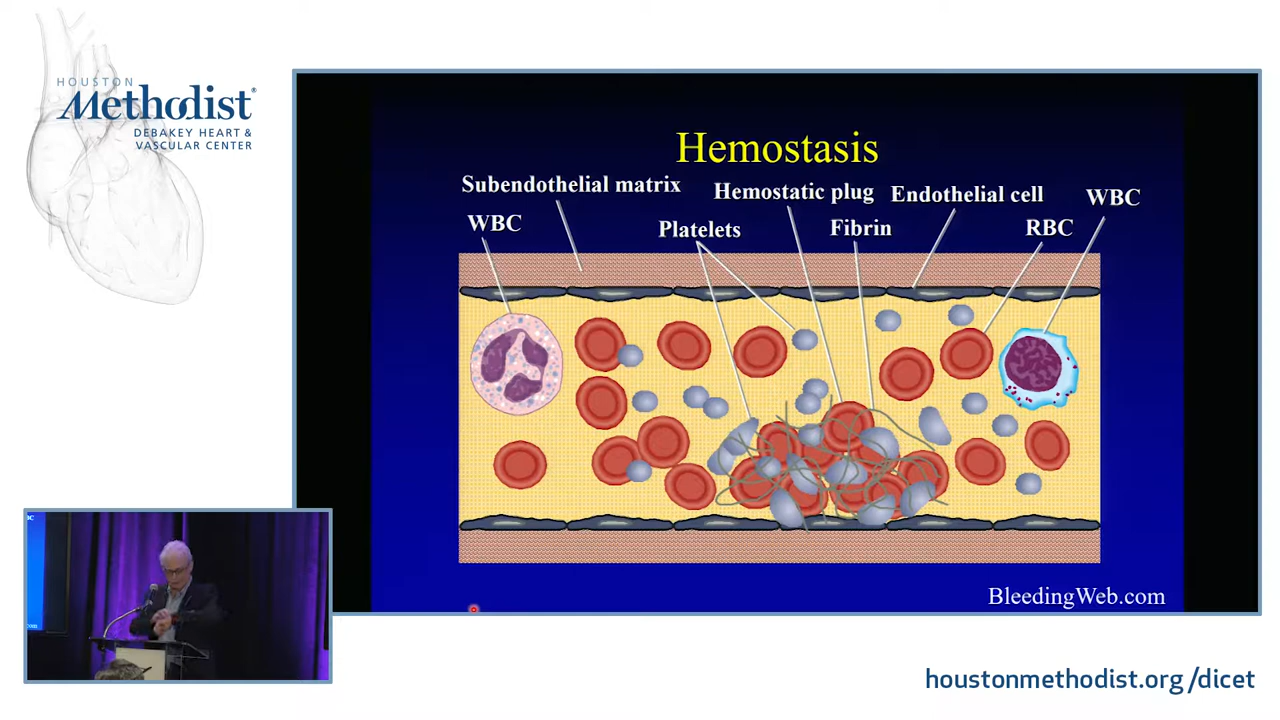 HOUSTON
Methodist®
DEBAKEY HEART &
VASCULAR CENTER
Hemostasis
Subendothelial matrix
Hemostatic plug
Endothelial cell
WBC
WBC
Platelets
Fibrin
RBC
BleedingWeb.com
houstonmethodist.org/dicet